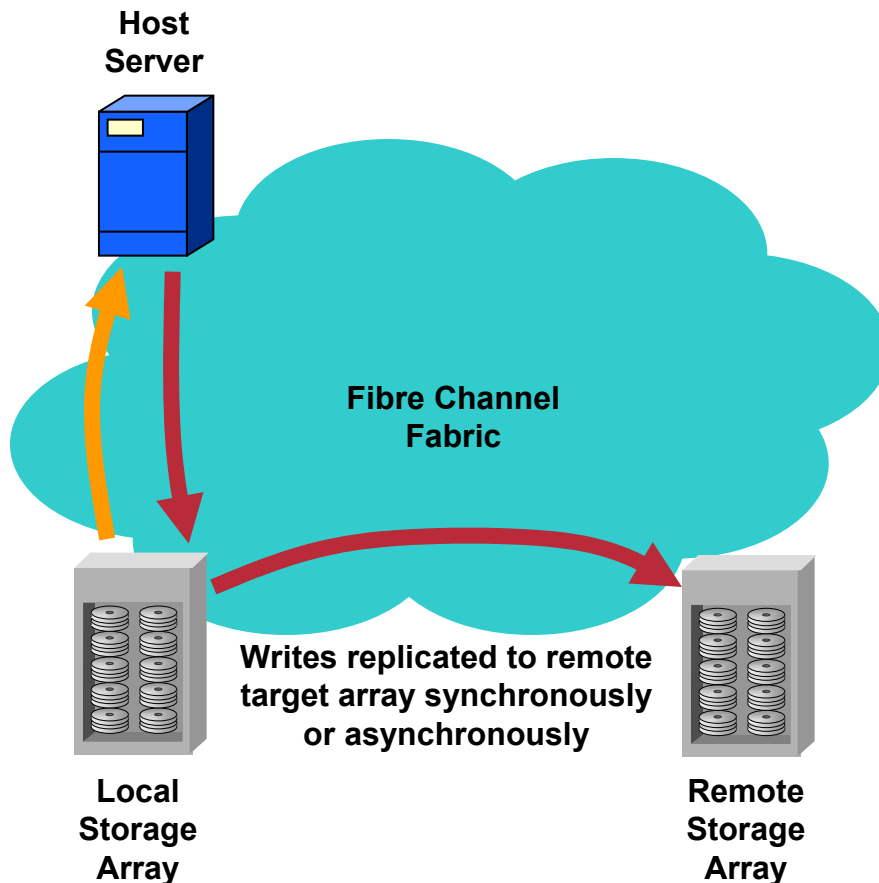 Host
Server
Fibre Channel
Fabric
Writes replicated to remote
target array synchronously
or asynchronously
Local
Storage
Array
Remote
Storage
Array